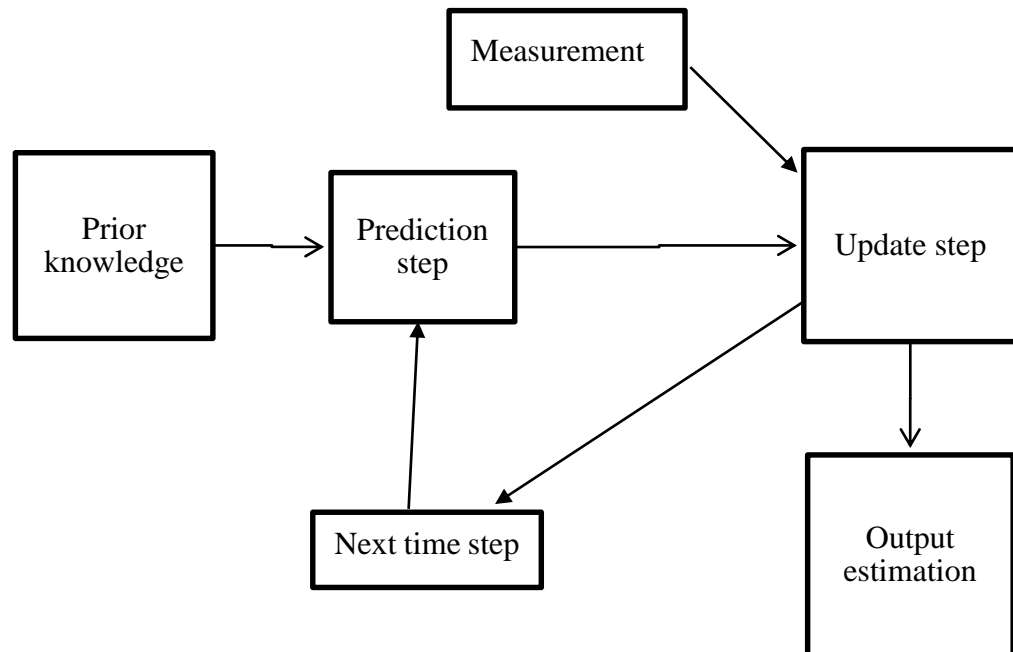 Measurement
Prior
knowledge
Prediction
step
Update step
Next time step
Output
estimation